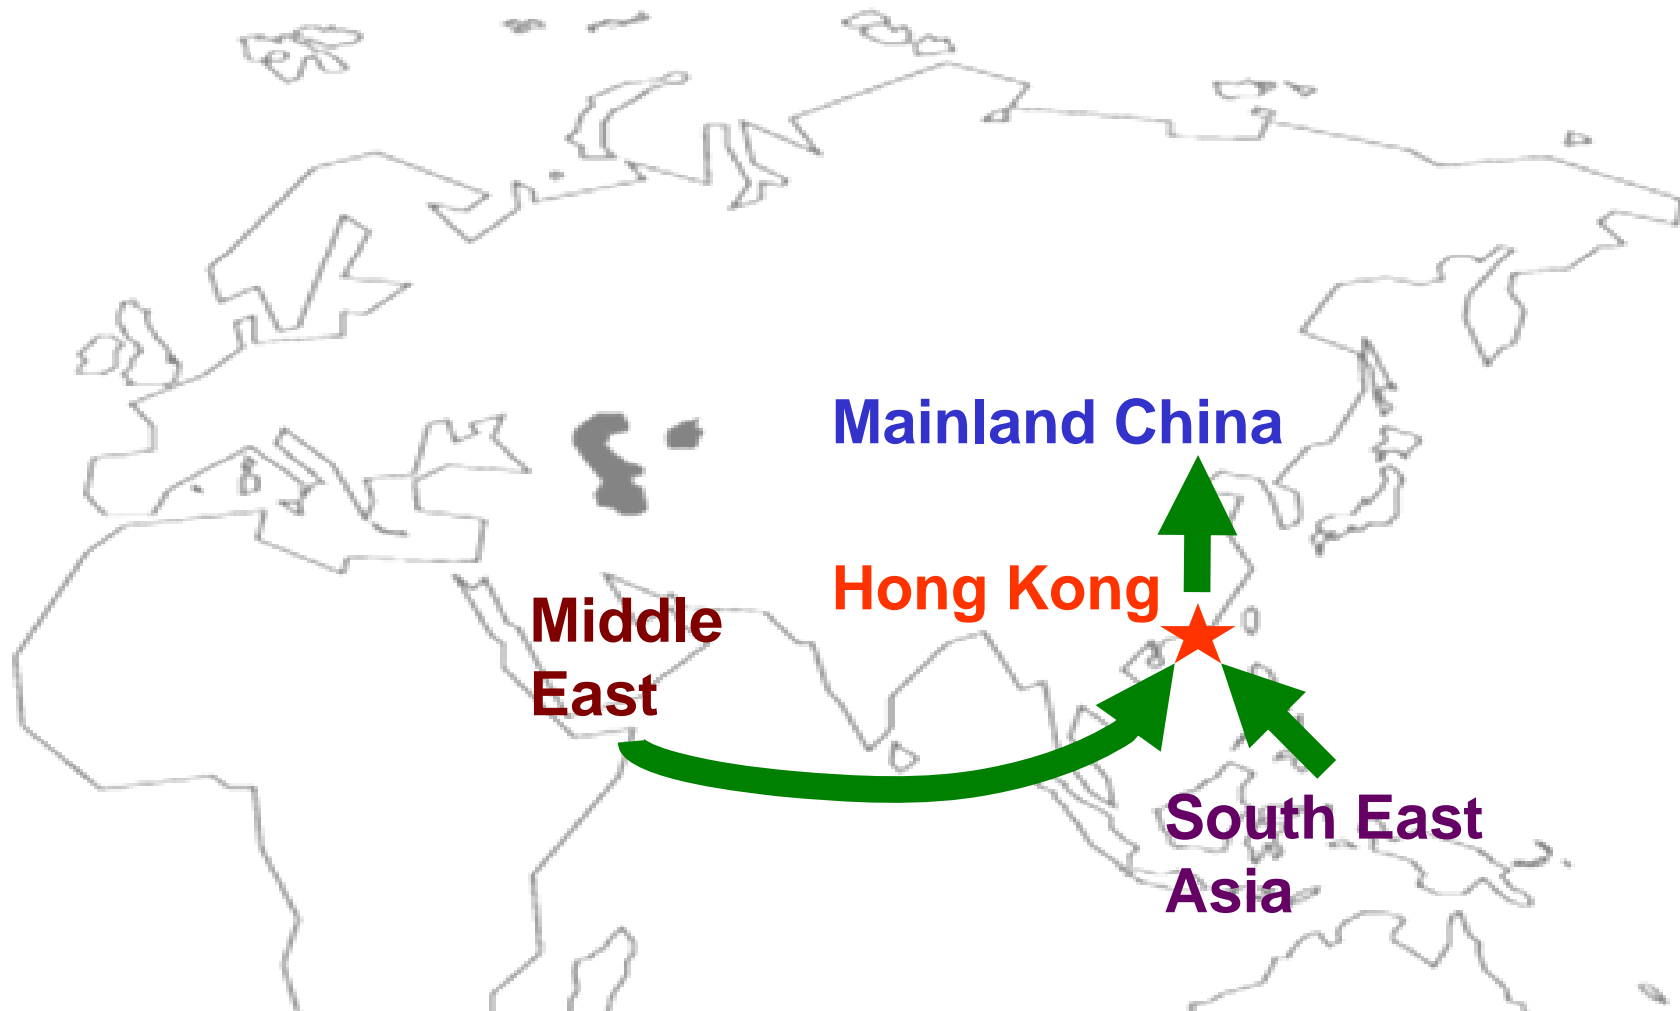 Mainland China
Hong Kong
Middle
East
South East
Asia